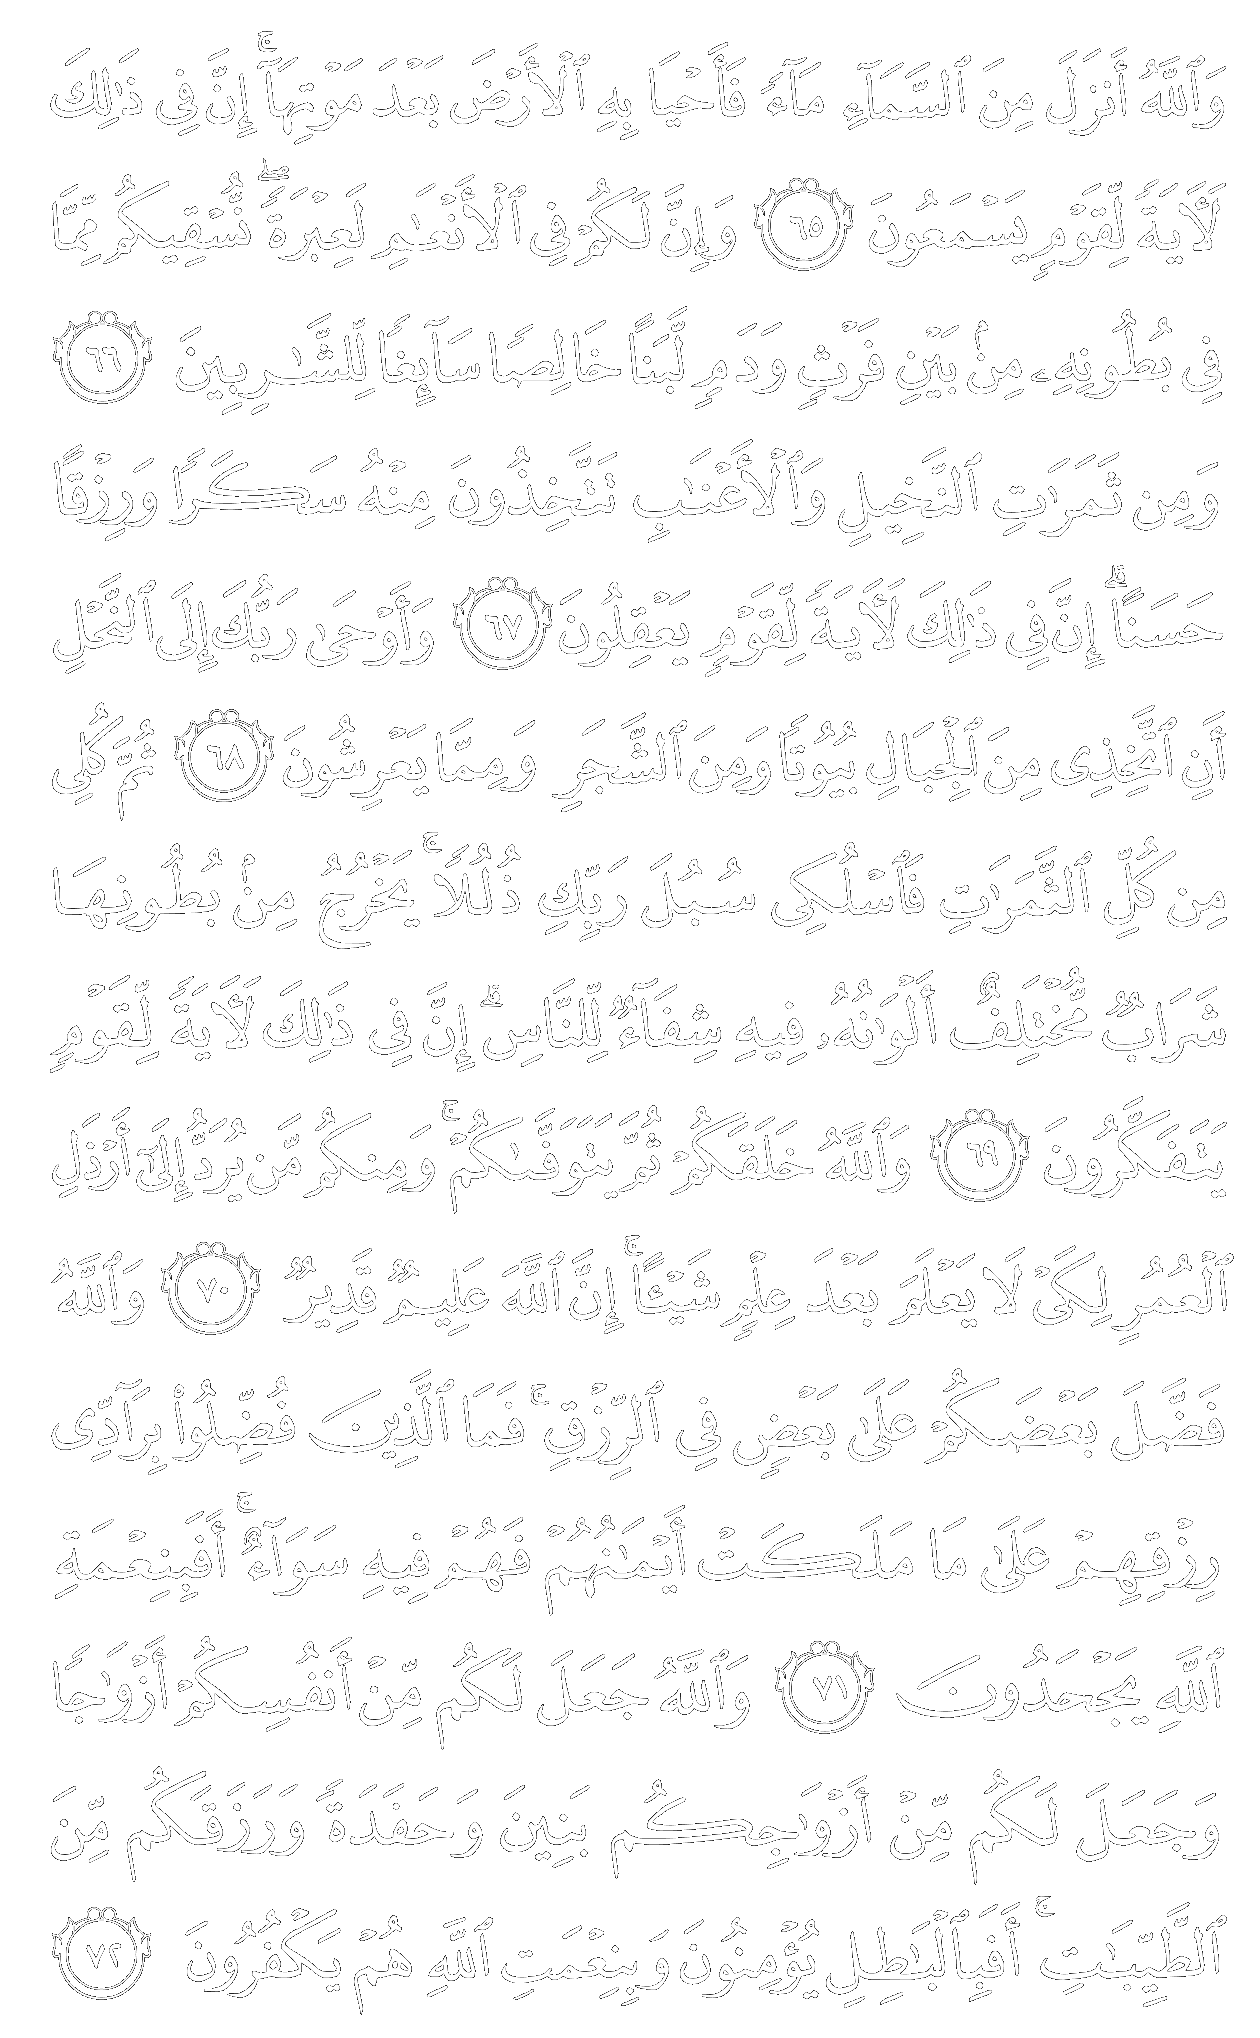 وَٱللَّهُ أَنزَلَ مِنَ ٱلسَّمَآءِ مَآءً فَأَحْيَا بِهِ ٱلْأَرْضَ بَعْدَ مَوْتِهَآ ۚ إِنَّ فِى ذَٰلِكَ
لَـَٔايَةً لِّقَوْمٍ يَسْمَعُونَ ٦٥ وَإِنَّ لَكُمْ فِى ٱلْأَنْعَٰمِ لَعِبْرَةً ۖ نُّسْقِيكُم مِّمَّا
فِى بُطُونِهِۦ مِنۢ بَيْنِ فَرْثٍ وَدَمٍ لَّبَنًا خَالِصًا سَآئِغًا لِّلشَّٰرِبِينَ ٦٦
وَمِن ثَمَرَٰتِ ٱلنَّخِيلِ وَٱلْأَعْنَٰبِ تَتَّخِذُونَ مِنْهُ سَكَرًا وَرِزْقًا
حَسَنًا ۗ إِنَّ فِى ذَٰلِكَ لَـَٔايَةً لِّقَوْمٍ يَعْقِلُونَ ٦٧ وَأَوْحَىٰ رَبُّكَ إِلَى ٱلنَّحْلِ
أَنِ ٱتَّخِذِى مِنَ ٱلْجِبَالِ بُيُوتًا وَمِنَ ٱلشَّجَرِ وَمِمَّا يَعْرِشُونَ ٦٨ ثُمَّ كُلِى
مِن كُلِّ ٱلثَّمَرَٰتِ فَٱسْلُكِى سُبُلَ رَبِّكِ ذُلُلًا ۚ يَخْرُجُ مِنۢ بُطُونِهَا
شَرَابٌ مُّخْتَلِفٌ أَلْوَٰنُهُۥ فِيهِ شِفَآءٌ لِّلنَّاسِ ۗ إِنَّ فِى ذَٰلِكَ لَـَٔايَةً لِّقَوْمٍ
يَتَفَكَّرُونَ ٦٩ وَٱللَّهُ خَلَقَكُمْ ثُمَّ يَتَوَفَّىٰكُمْ ۚ وَمِنكُم مَّن يُرَدُّ إِلَىٰٓ أَرْذَلِ
ٱلْعُمُرِ لِكَىْ لَا يَعْلَمَ بَعْدَ عِلْمٍ شَيْـًٔا ۚ إِنَّ ٱللَّهَ عَلِيمٌ قَدِيرٌ ٧٠ وَٱللَّهُ
فَضَّلَ بَعْضَكُمْ عَلَىٰ بَعْضٍ فِى ٱلرِّزْقِ ۚ فَمَا ٱلَّذِينَ فُضِّلُوا۟ بِرَآدِّى
رِزْقِهِمْ عَلَىٰ مَا مَلَكَتْ أَيْمَٰنُهُمْ فَهُمْ فِيهِ سَوَآءٌ ۚ أَفَبِنِعْمَةِ
ٱللَّهِ يَجْحَدُونَ ٧١ وَٱللَّهُ جَعَلَ لَكُم مِّنْ أَنفُسِكُمْ أَزْوَٰجًا
وَجَعَلَ لَكُم مِّنْ أَزْوَٰجِكُم بَنِينَ وَحَفَدَةً وَرَزَقَكُم مِّنَ
ٱلطَّيِّبَٰتِ ۚ أَفَبِٱلْبَٰطِلِ يُؤْمِنُونَ وَبِنِعْمَتِ ٱللَّهِ هُمْ يَكْفُرُونَ ٧٢